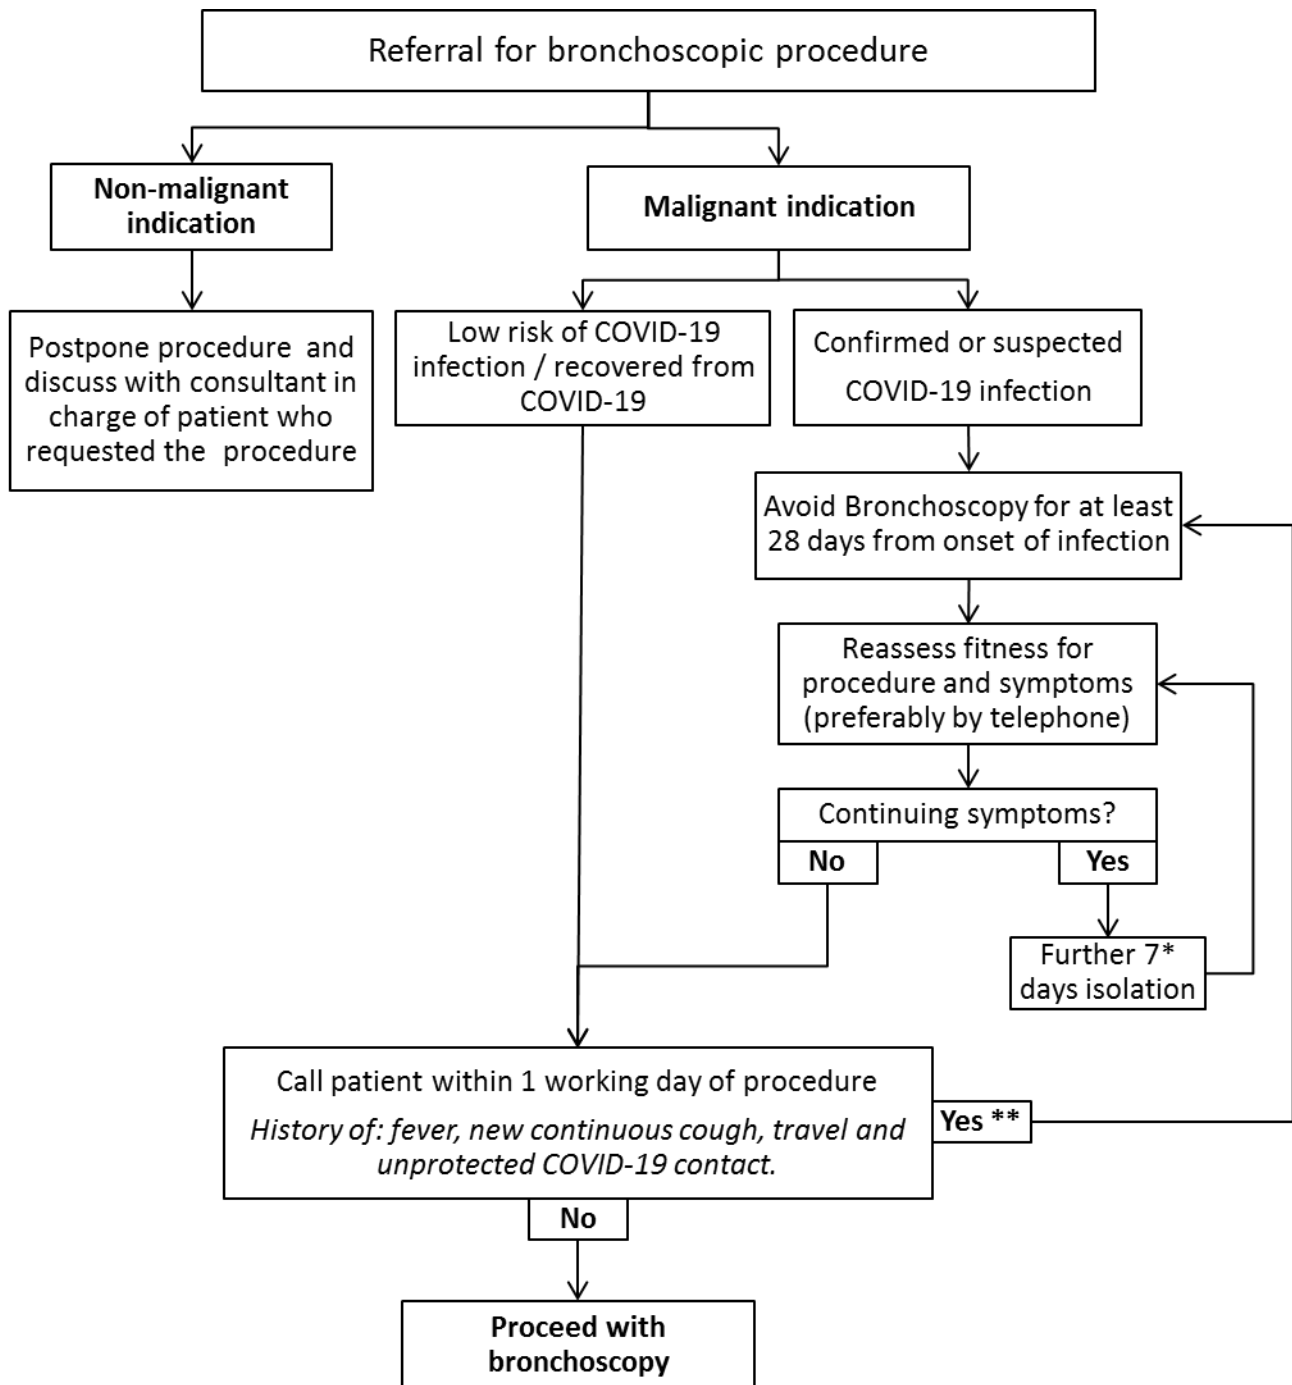 Referral for bronchoscopic procedure
Non-malignant
indication
Malignant indication
Postpone procedure and
discuss with consultant in
charge of patient who
requested the procedure
Low risk of COVID-19
infection / recovered from
COVID-19
Confirmed or suspected
COVID-19 infection
Avoid Bronchoscopy for at least
28 days from onset of infection
Reassess fitness for
procedure and symptoms
(preferably by telephone)
Continuing symptoms?
No
Yes
Further 7*
days isolation
Call patient within 1 working day of procedure
History of: fever, new continuous cough, travel and
unprotected COVID-19 contact.
Yes **
No
Proceed with
bronchoscopy